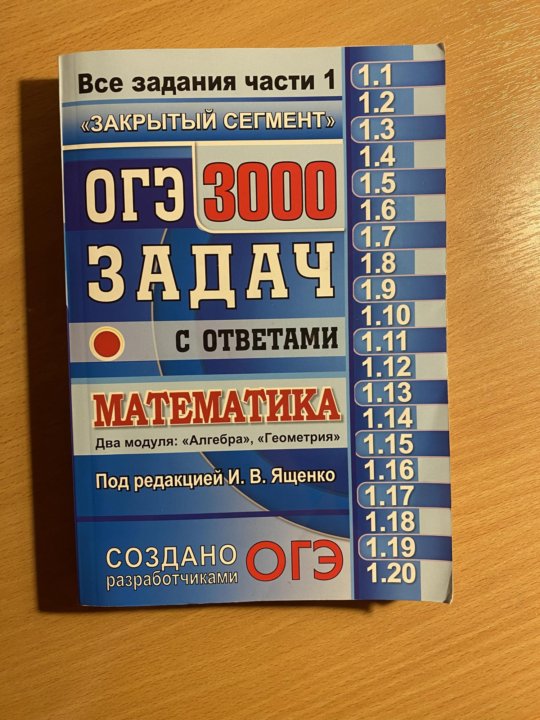 Все задания части 1
«ЗАКРЫТЫЙ СЕГМЕНТ»
ОГЭ 3000
ЗАДАЧ
С ОТВЕТАМИ
МАТЕМАТИКА
Два модуля: «Алгебра», «Геометрия»
Под редакцией И. В. Ященко
СОЗДАНО
разработчиками
ОГЭ
1.1
1.2
1.3
1.4
1.5
1.6
1.7
1.8
1.9
1.10
1.11
1.12
1.13
1.14
1.15
1.16
1.17
1.18
1.19
1.20